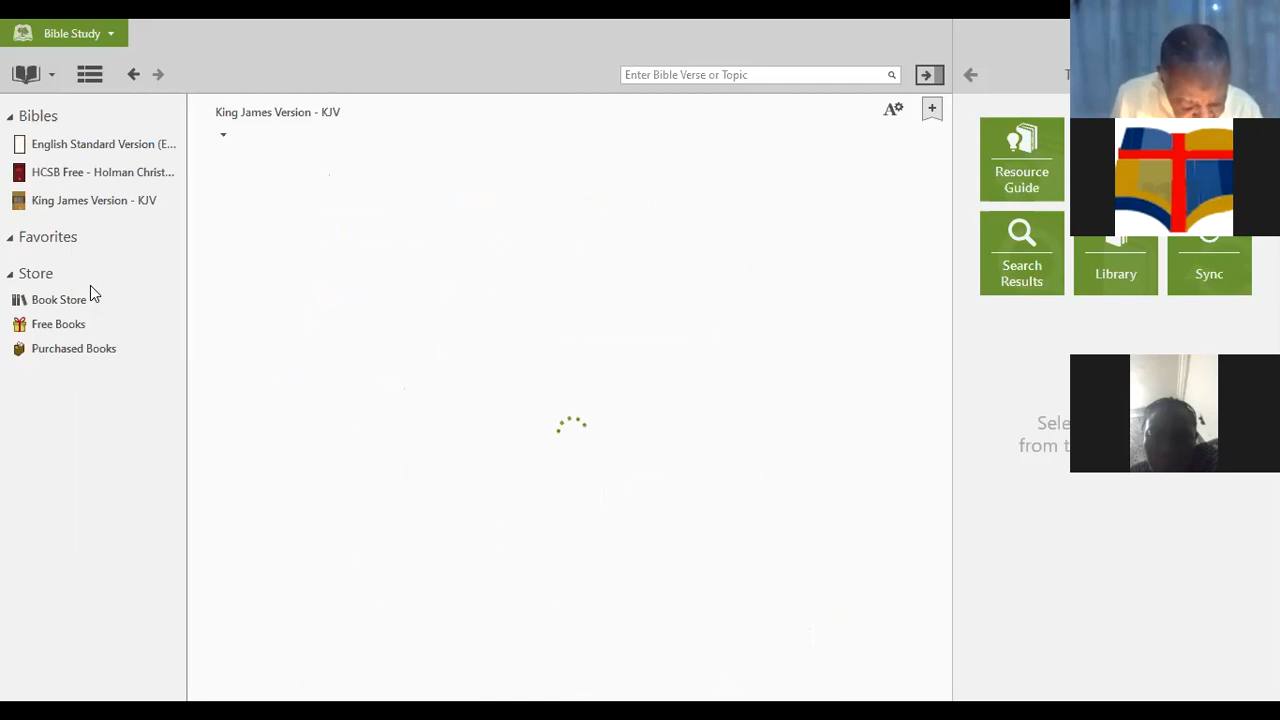 Bible Study
Enter Bible Verse or Topic
Bibles
English Standard Version (E...
HCSB Free - Holman Christ...
King James Version - KJV
Favorites
Store
Book Store
Free Books
Purchased Books
King James Version - KJV
A
Resource
Guide
Search
Results
Library
Sync
from